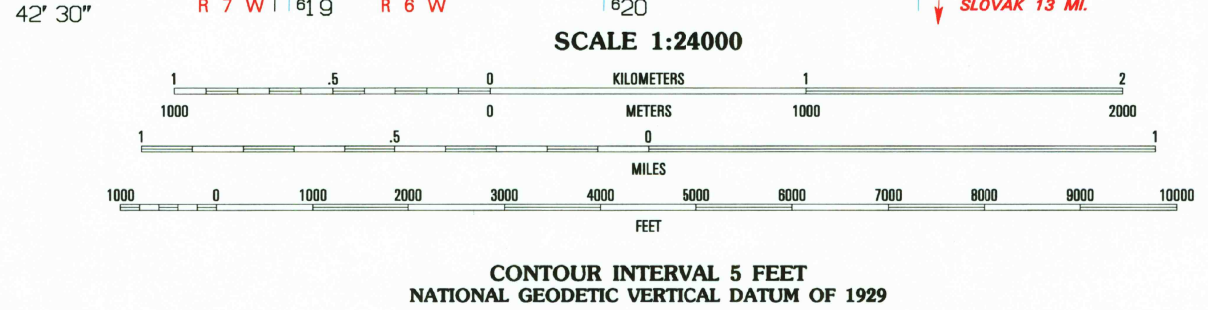 42' 30" R 7 W ⁶19 R 6 W ⁶20 SLOVAK 13 MI.
SCALE 1:24000
1 .5 0 KILOMETERS 1 2
1000 0 METERS 1000 2000
1 .5 0 1
MILES
1000 0 1000 2000 3000 4000 5000 6000 7000 8000 9000 10000
FEET
CONTOUR INTERVAL 5 FEET
NATIONAL GEODETIC VERTICAL DATUM OF 1929